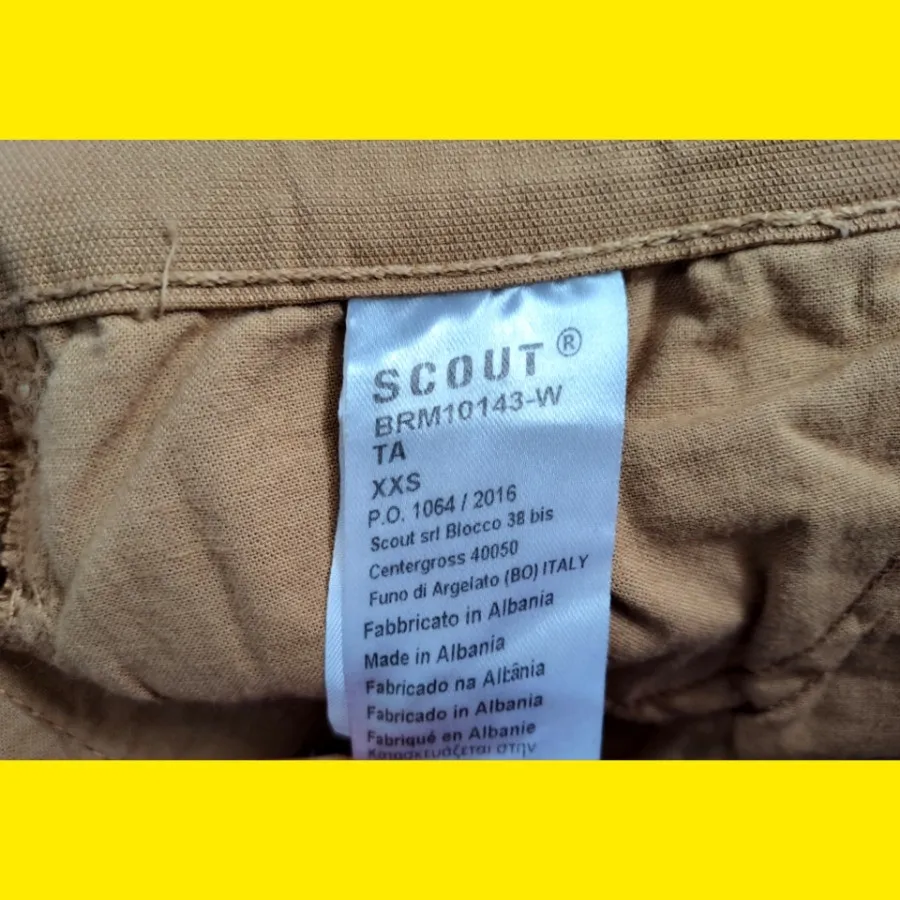 SCOUT ®
BRM10143-W
TA
XXS
P.O. 1064 / 2016
Scout srl Blocco 38 bis
Centergross 40050
Funo di Argelato (BO) ITALY
Fabbricato in Albania
Made in Albania
Fabricado na Albânia
Fabricado in Albania
Fabriqué en Albanie
Κατασκευάζεται στην